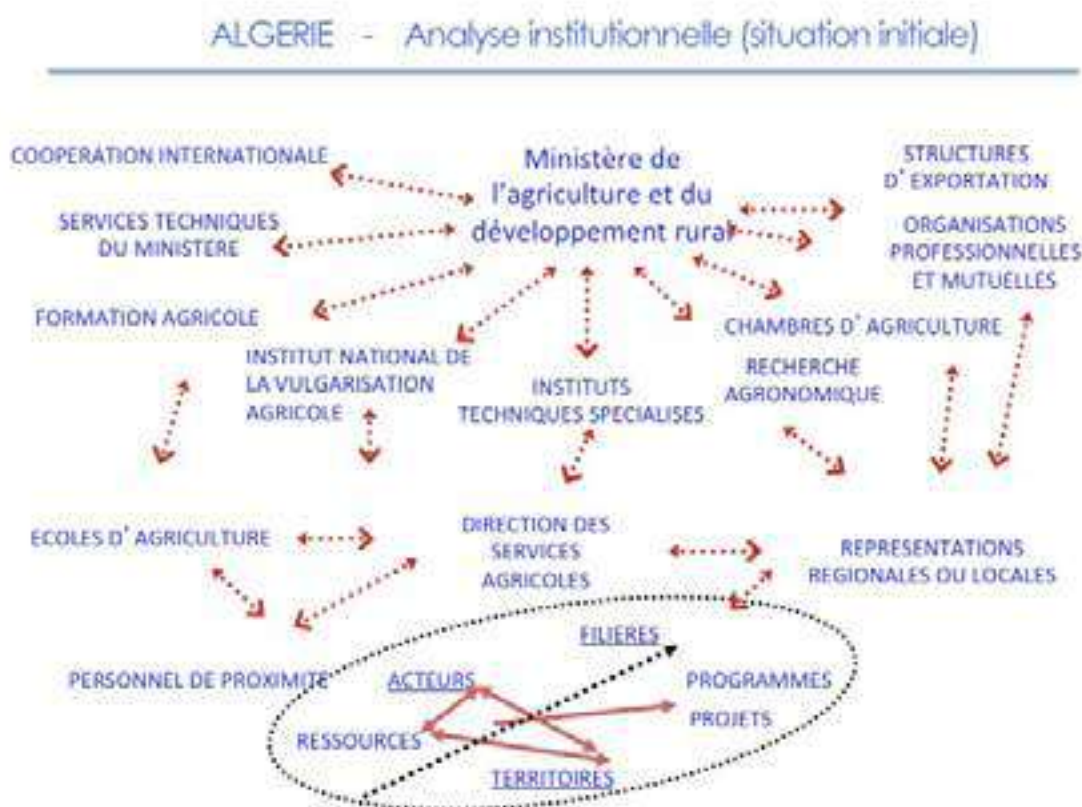 ALGERIE - Analyse institutionnelle (situation initiale)
COOPERATION INTERNATIONALE
Ministère de
l'agriculture et du
développement rural
STRUCTURES
D' EXPORTATION
SERVICES TECHNIQUES
DU MINISTERE
ORGANISATIONS
PROFESSIONNELLES
ET MUTUELLES
FORMATION AGRICOLE
CHAMBRES D' AGRICULTURE
INSTITUT NATIONAL DE
LA VULGARISATION
AGRICOLE
INSTITUTS
TECHNIQUES SPECIALISES
RECHERCHE
AGRONOMIQUE
ECOLES D' AGRICULTURE
DIRECTION DES
SERVICES
AGRICOLES
REPRESENTATIONS
REGIONALES OU LOCALES
FILIERES
PERSONNEL DE PROXIMITE
ACTEURS
PROGRAMMES
PROJETS
RESSOURCES
TERRITOIRES